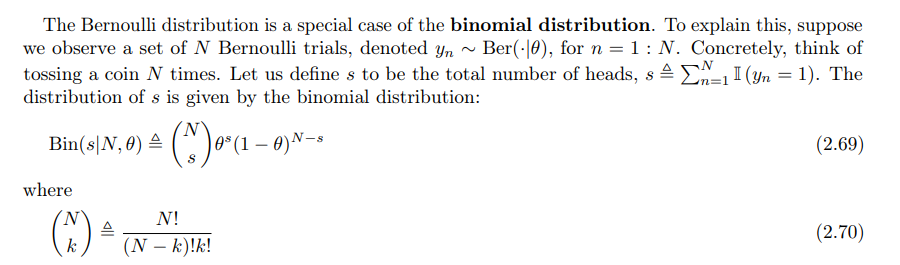 The Bernoulli distribution is a special case of the binomial distribution. To explain this, suppose
we observe a set of N Bernoulli trials, denoted yₙ ∼ Ber(·|θ), for n = 1 : N. Concretely, think of
tossing a coin N times. Let us define s to be the total number of heads, s ≜ ∑ₙ₌₁ᴺ 𝕀 (yₙ = 1). The
distribution of s is given by the binomial distribution:
Bin(s|N, θ) ≜ (N s) θˢ(1 − θ)ᴺ⁻ˢ (2.69)
where
(N k) ≜ N! / (N − k)!k! (2.70)